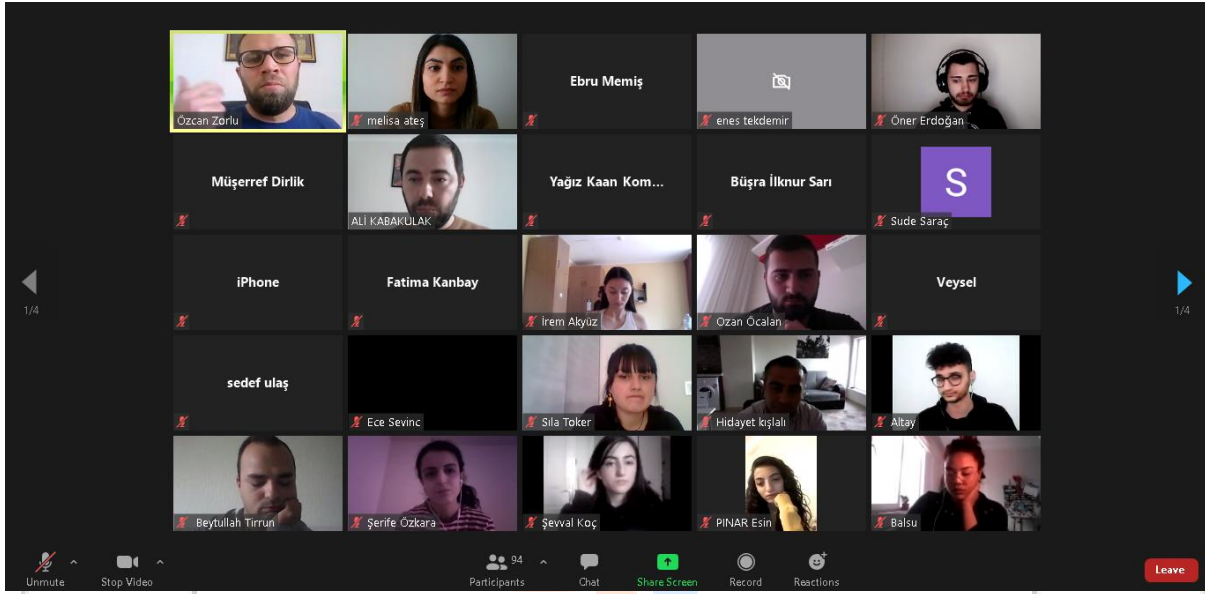 Özcan Zorlu
melisa ateş
Ebru Memiş
enes tekdemir
Öner Erdoğan
Müşerref Dirlik
ALİ KABAKULAK
Yağız Kaan Kom...
Büşra İlknur Sarı
S
Sude Saraç
iPhone
Fatima Kanbay
İrem Akyüz
Ozan Öcalan
Veysel
1/4
1/4
sedef ulaş
Ece Sevinc
Sıla Toker
Hidayet kışlalı
Altay
Beytullah Tirrun
Şerife Özkara
Şevval Koç
PINAR Esin
Balsu
Unmute
Stop Video
94
Participants
Chat
Share Screen
Record
Reactions
Leave